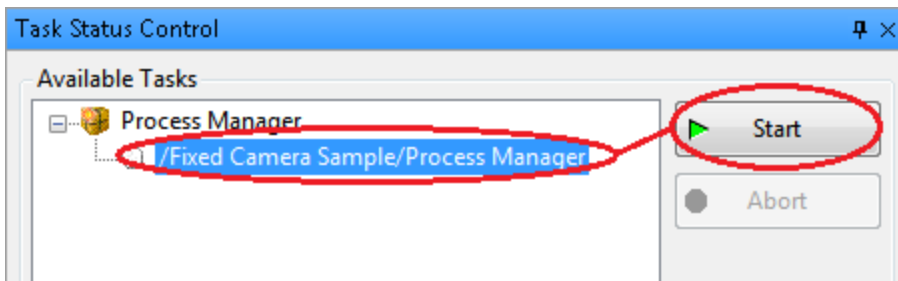 Task Status Control
Available Tasks
Process Manager
/Fixed Camera Sample/Process Manager
Start
Abort